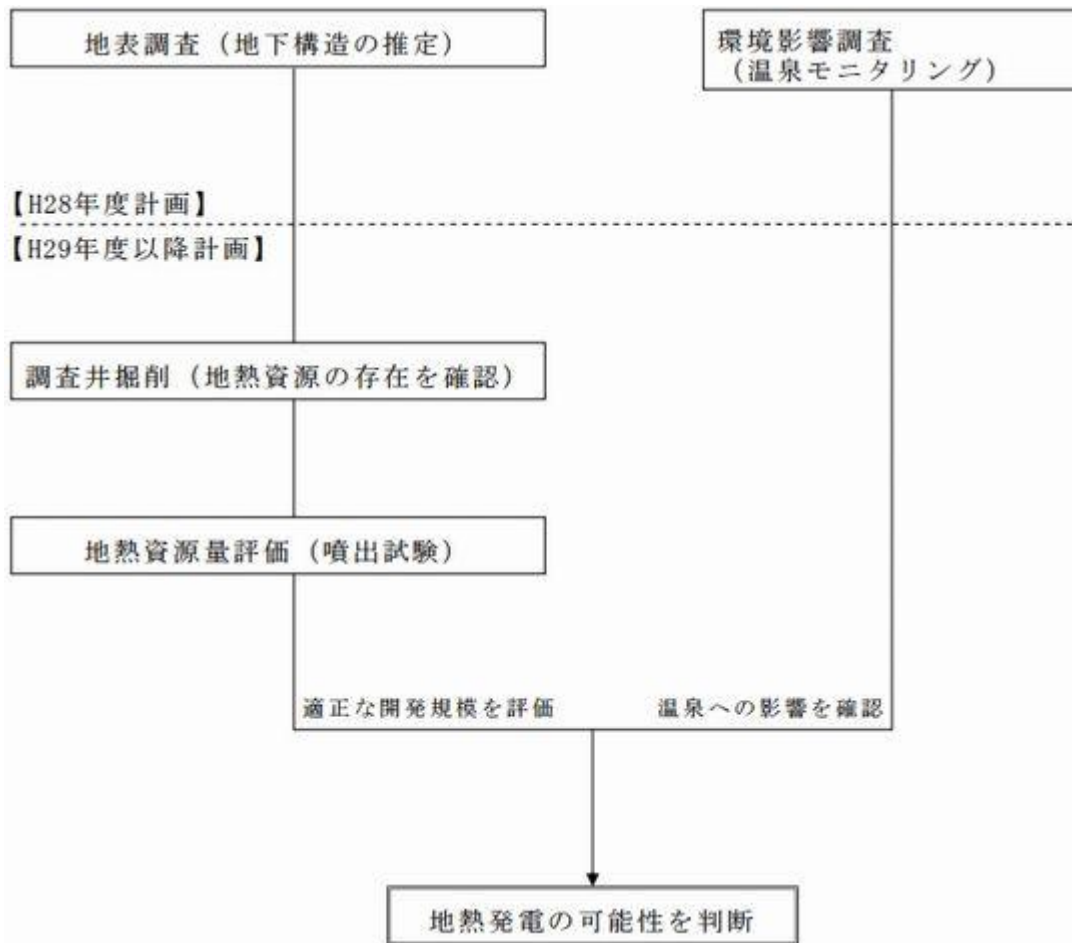 地表調査（地下構造の推定）
環境影響調査
（温泉モニタリング）
【H28年度計画】
【H29年度以降計画】
調査井掘削（地熱資源の存在を確認）
地熱資源量評価（噴出試験）
適正な開発規模を評価
温泉への影響を確認
地熱発電の可能性を判断